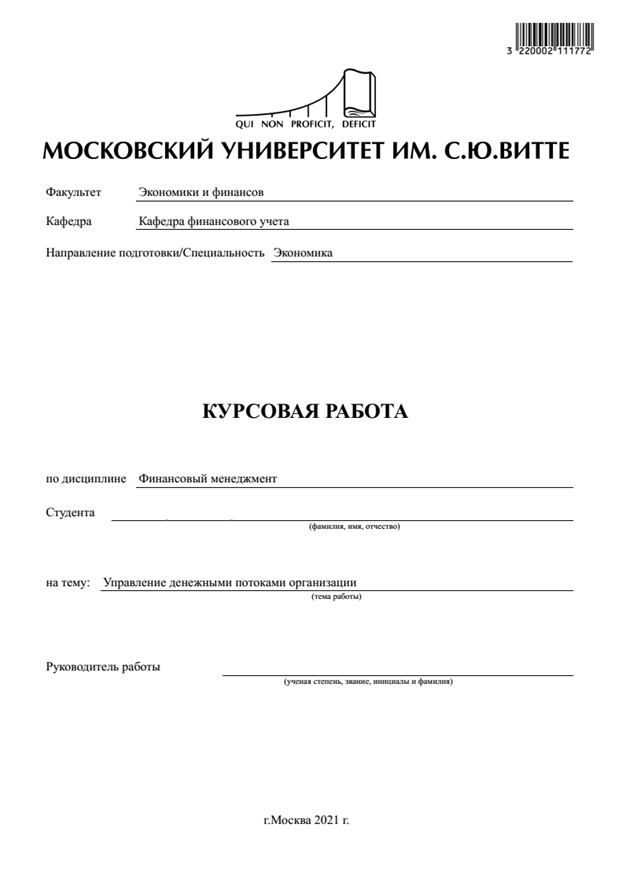 3 220002 111772
QUI NON PROFICIT, DEFICIT
МОСКОВСКИЙ УНИВЕРСИТЕТ ИМ. С.Ю.ВИТТЕ
Факультет Экономики и финансов
Кафедра Кафедра финансового учета
Направление подготовки/Специальность Экономика
КУРСОВАЯ РАБОТА
по дисциплине Финансовый менеджмент
Студента
(фамилия, имя, отчество)
на тему: Управление денежными потоками организации
(тема работы)
Руководитель работы
(ученая степень, звание, инициалы и фамилия)
г.Москва 2021 г.